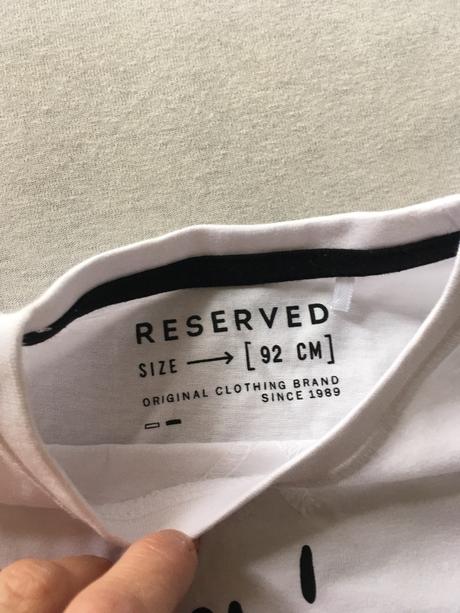 RESERVED
SIZE → [92 CM]
ORIGINAL CLOTHING BRAND
SINCE 1989